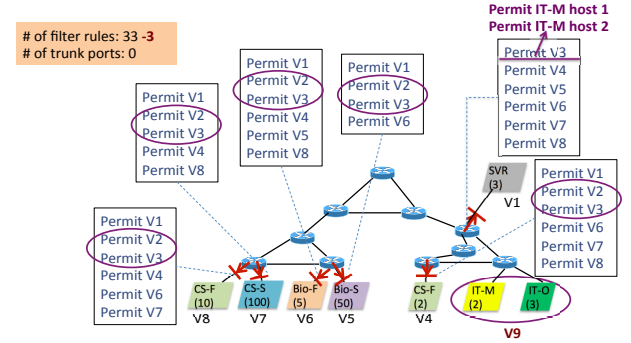 Permit IT-M host 1
Permit IT-M host 2
# of filter rules: 33 -3
# of trunk ports: 0
Permit V3
Permit V4
Permit V5
Permit V6
Permit V7
Permit V8
Permit V1
Permit V2
Permit V3
Permit V4
Permit V5
Permit V8
Permit V1
Permit V2
Permit V3
Permit V6
Permit V1
Permit V2
Permit V3
Permit V4
Permit V8
SVR
(3)
V1
Permit V1
Permit V2
Permit V3
Permit V6
Permit V7
Permit V8
Permit V1
Permit V2
Permit V3
Permit V4
Permit V6
Permit V7
CS-F
(10)
V8
CS-S
(100)
V7
Bio-F
(5)
V6
Bio-S
(50)
V5
CS-F
(2)
V4
IT-M
(2)
IT-O
(3)
V9